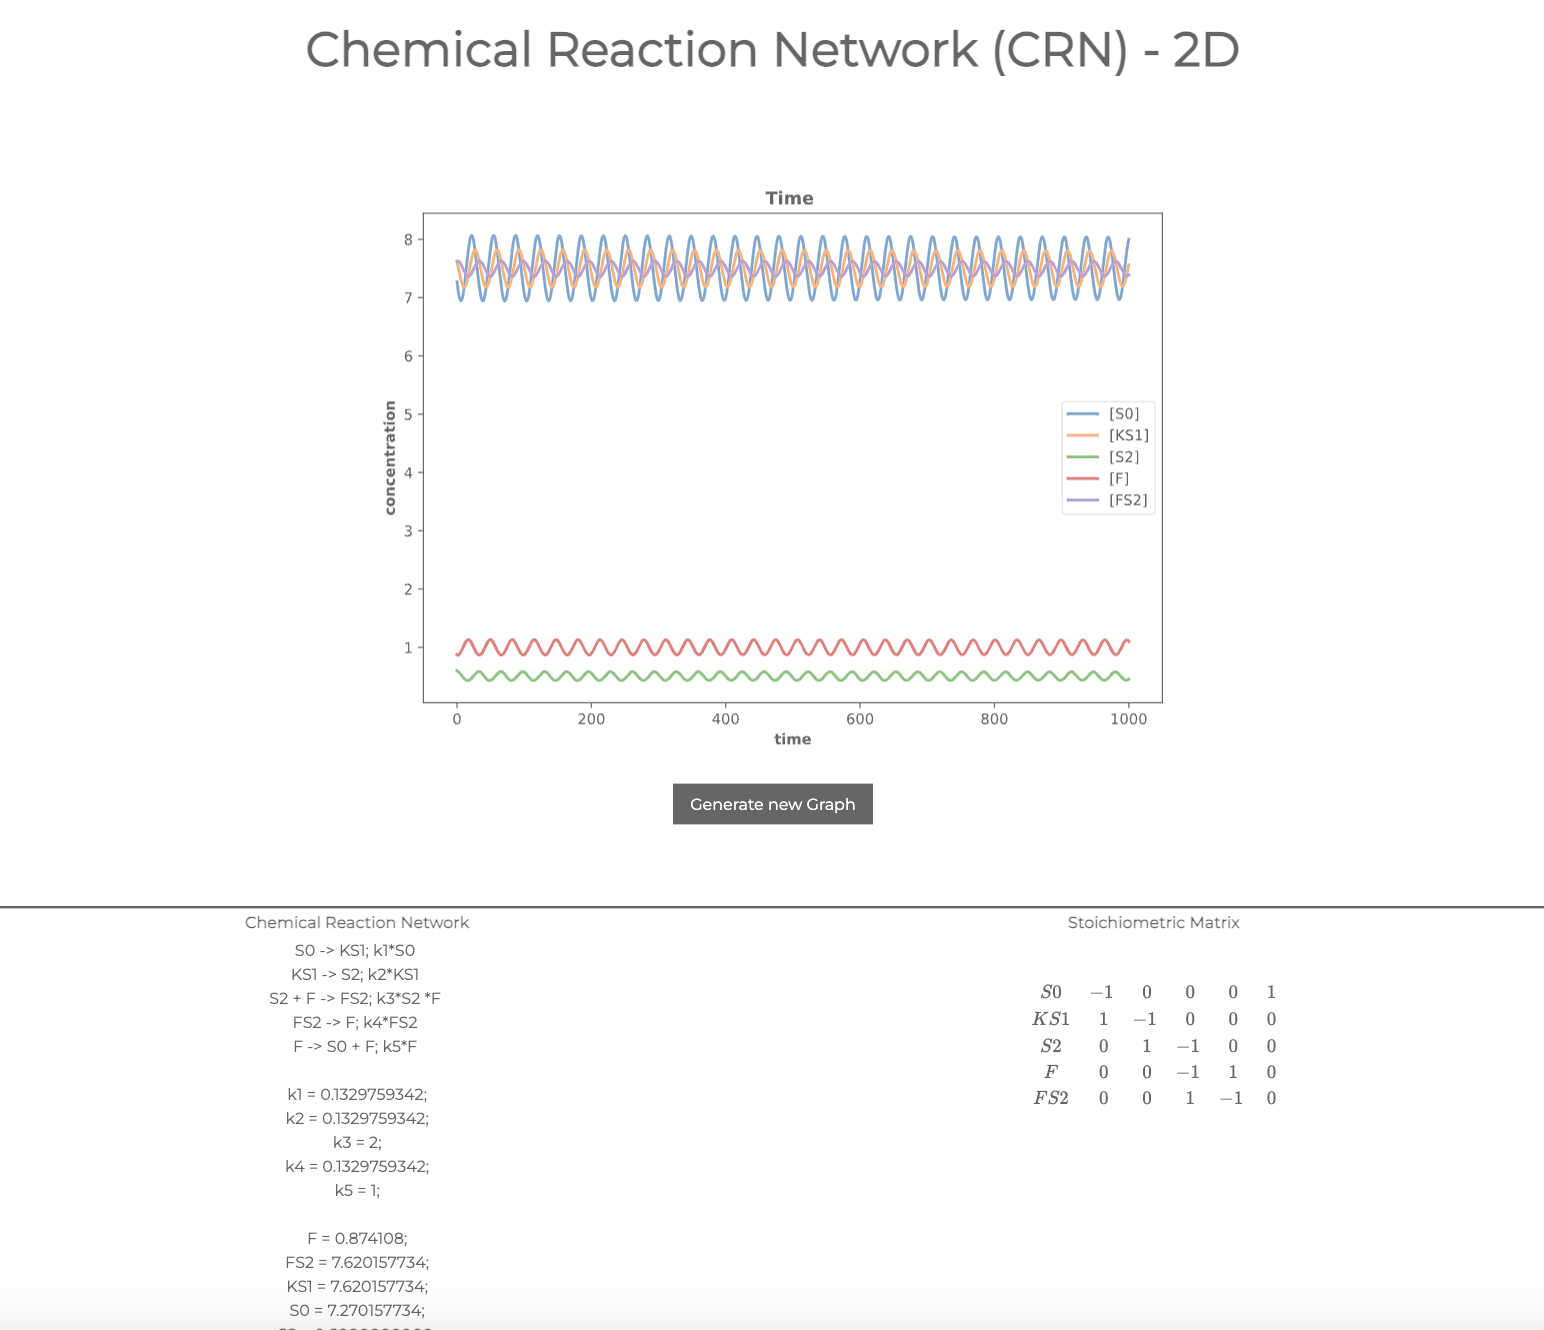 Chemical Reaction Network (CRN) - 2D
Time
8
7
6
5
4
3
2
1
concentration
[S0]
[KS1]
[S2]
[F]
[FS2]
0 200 400 600 800 1000
time
Generate new Graph
Chemical Reaction Network
S0 -> KS1; k1*S0
KS1 -> S2; k2*KS1
S2 + F -> FS2; k3*S2 *F
FS2 -> F; k4*FS2
F -> S0 + F; k5*F
k1 = 0.1329759342;
k2 = 0.1329759342;
k3 = 2;
k4 = 0.1329759342;
k5 = 1;
F = 0.874108;
FS2 = 7.620157734;
KS1 = 7.620157734;
S0 = 7.270157734;
Stoichiometric Matrix
S0 −1 0 0 0 1
KS1 1 −1 0 0 0
S2 0 1 −1 0 0
F 0 0 −1 1 0
FS2 0 0 1 −1 0